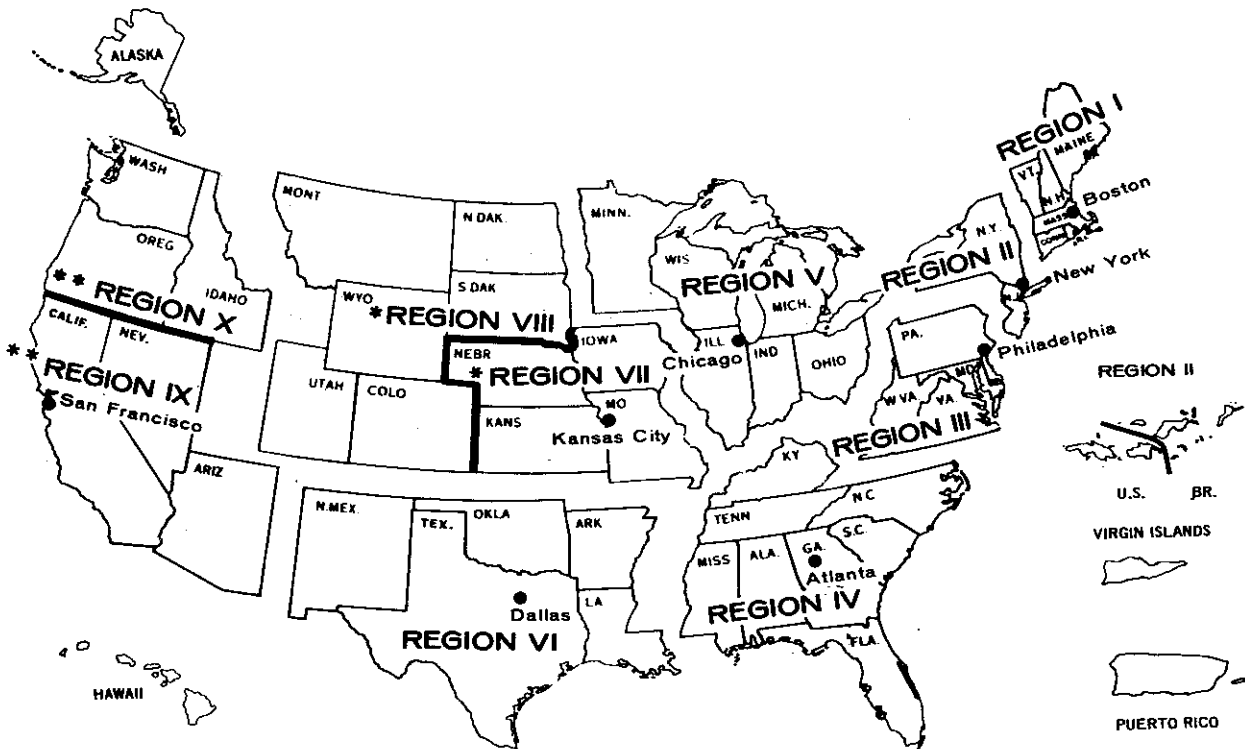 ALASKA
WASH
OREG
IDAHO
** REGION X
CALIF.
NEV.
** REGION IX
San Francisco
ARIZ
HAWAII
MONT
N DAK.
S DAK
WYO
* REGION VIII
UTAH
COLO
NEBR
* REGION VII
KANS
IOWA
MO
Kansas City
MINN.
WIS
REGION V
MICH.
ILL
Chicago
IND
OHIO
N.MEX.
TEX.
OKLA
ARK
LA
Dallas
REGION VI
KY
TENN
N.C
S.C.
MISS
ALA.
GA.
Atlanta
REGION IV
FLA.
REGION I
MAINE
VT.
N.H.
MASS
CONN
Boston
N.Y.
REGION II
New York
N.J.
PA.
Philadelphia
MD
W VA
VA
REGION III
REGION II
U.S. BR.
VIRGIN ISLANDS
PUERTO RICO